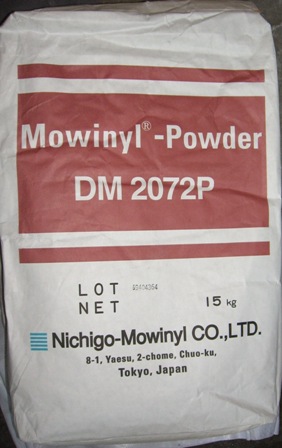 Mowinyl®-Powder
DM 2072P
LOT
NET 15 kg
Nichigo-Mowinyl CO.,LTD.
8-1, Yaesu, 2-chome, Chuo-ku,
Tokyo, Japan